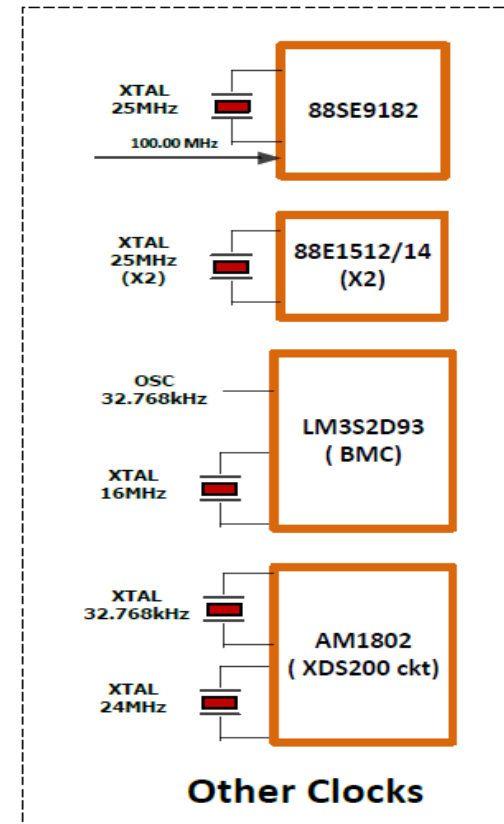 XTAL
25MHz
100.00 MHz
88SE9182
XTAL
25MHz
(X2)
88E1512/14
(X2)
OSC
32.768kHz
XTAL
16MHz
LM3S2D93
( BMC)
XTAL
32.768kHz
XTAL
24MHz
AM1802
( XDS200 ckt)
Other Clocks